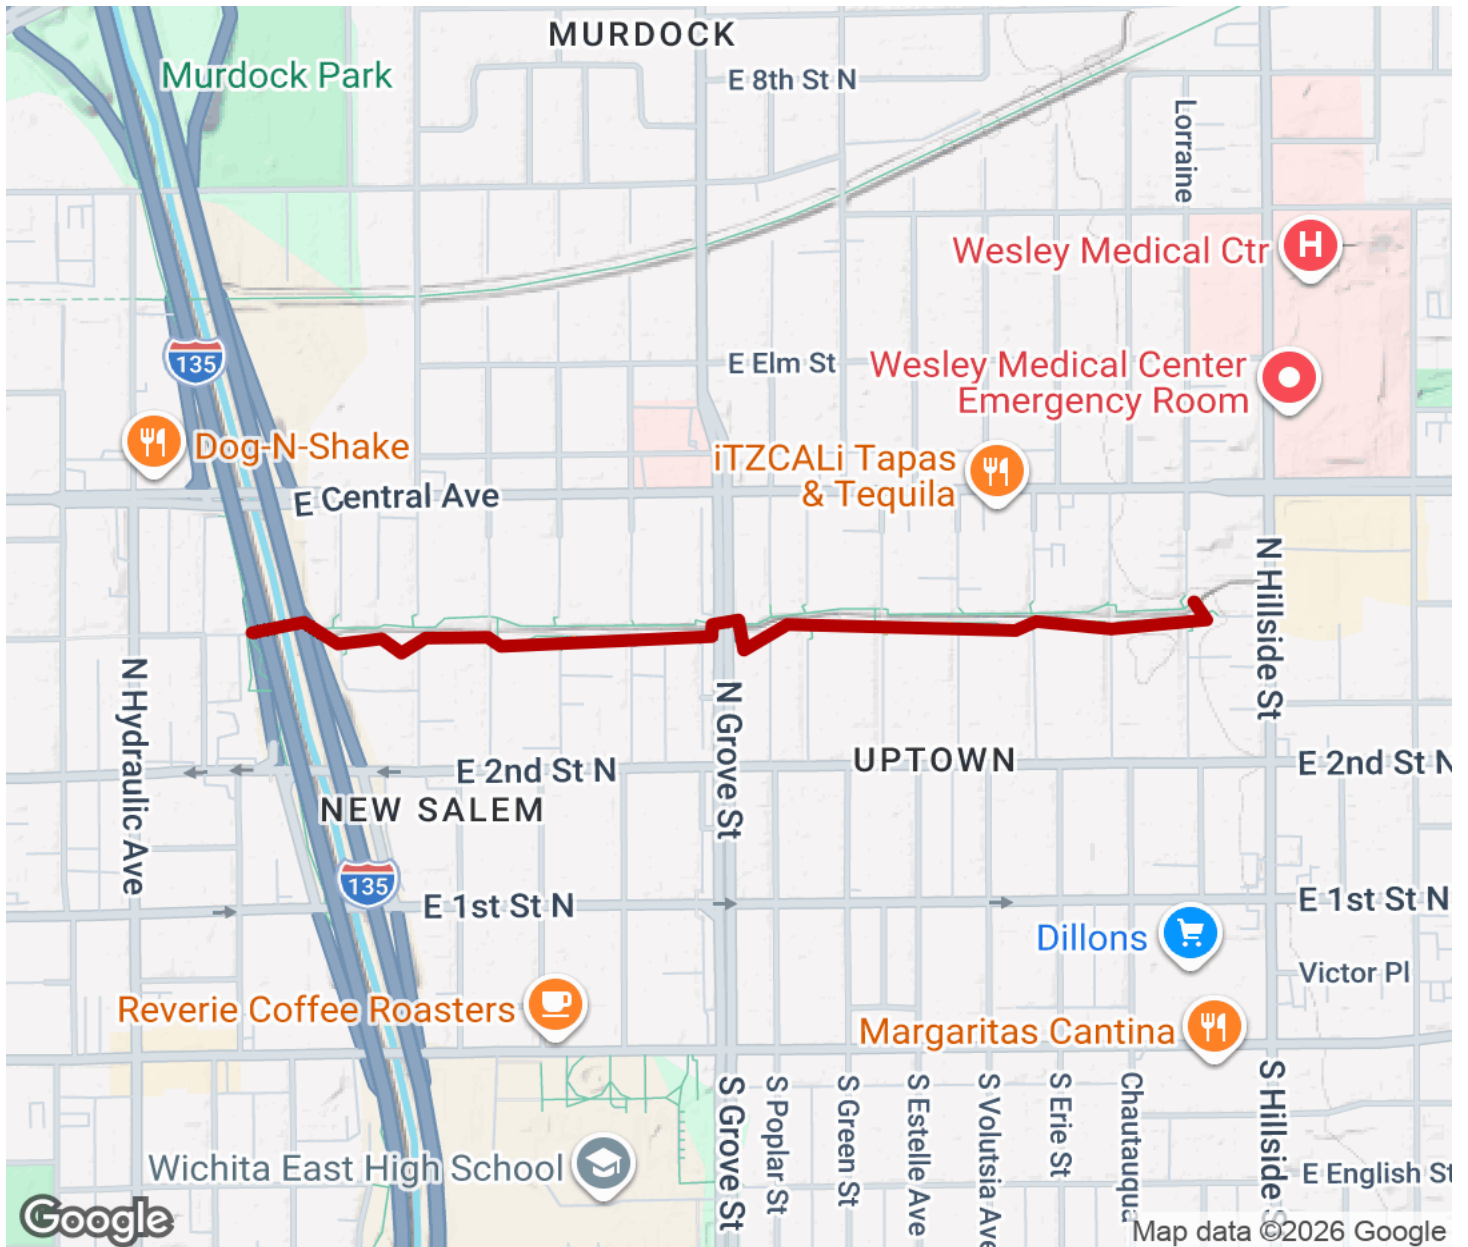 MURDOCK
Murdock Park
E 8th St N
Lorraine
Wesley Medical Ctr
H
135
E Elm St
Wesley Medical Center
Emergency Room
Dog-N-Shake
iTZCALi Tapas
& Tequila
E Central Ave
N Hillside St
N Hydraulic Ave
N Grove St
E 2nd St N
UPTOWN
E 2nd St N
NEW SALEM
135
E 1st St N
E 1st St N
Dillons
Victor Pl
Reverie Coffee Roasters
Margaritas Cantina
S Grove St
S Poplar St
S Green St
S Estelle Ave
S Volutsia Ave
S Erie St
Chautauqua
S Hillside S
Wichita East High School
E English St
Google
Map data ©2026 Google